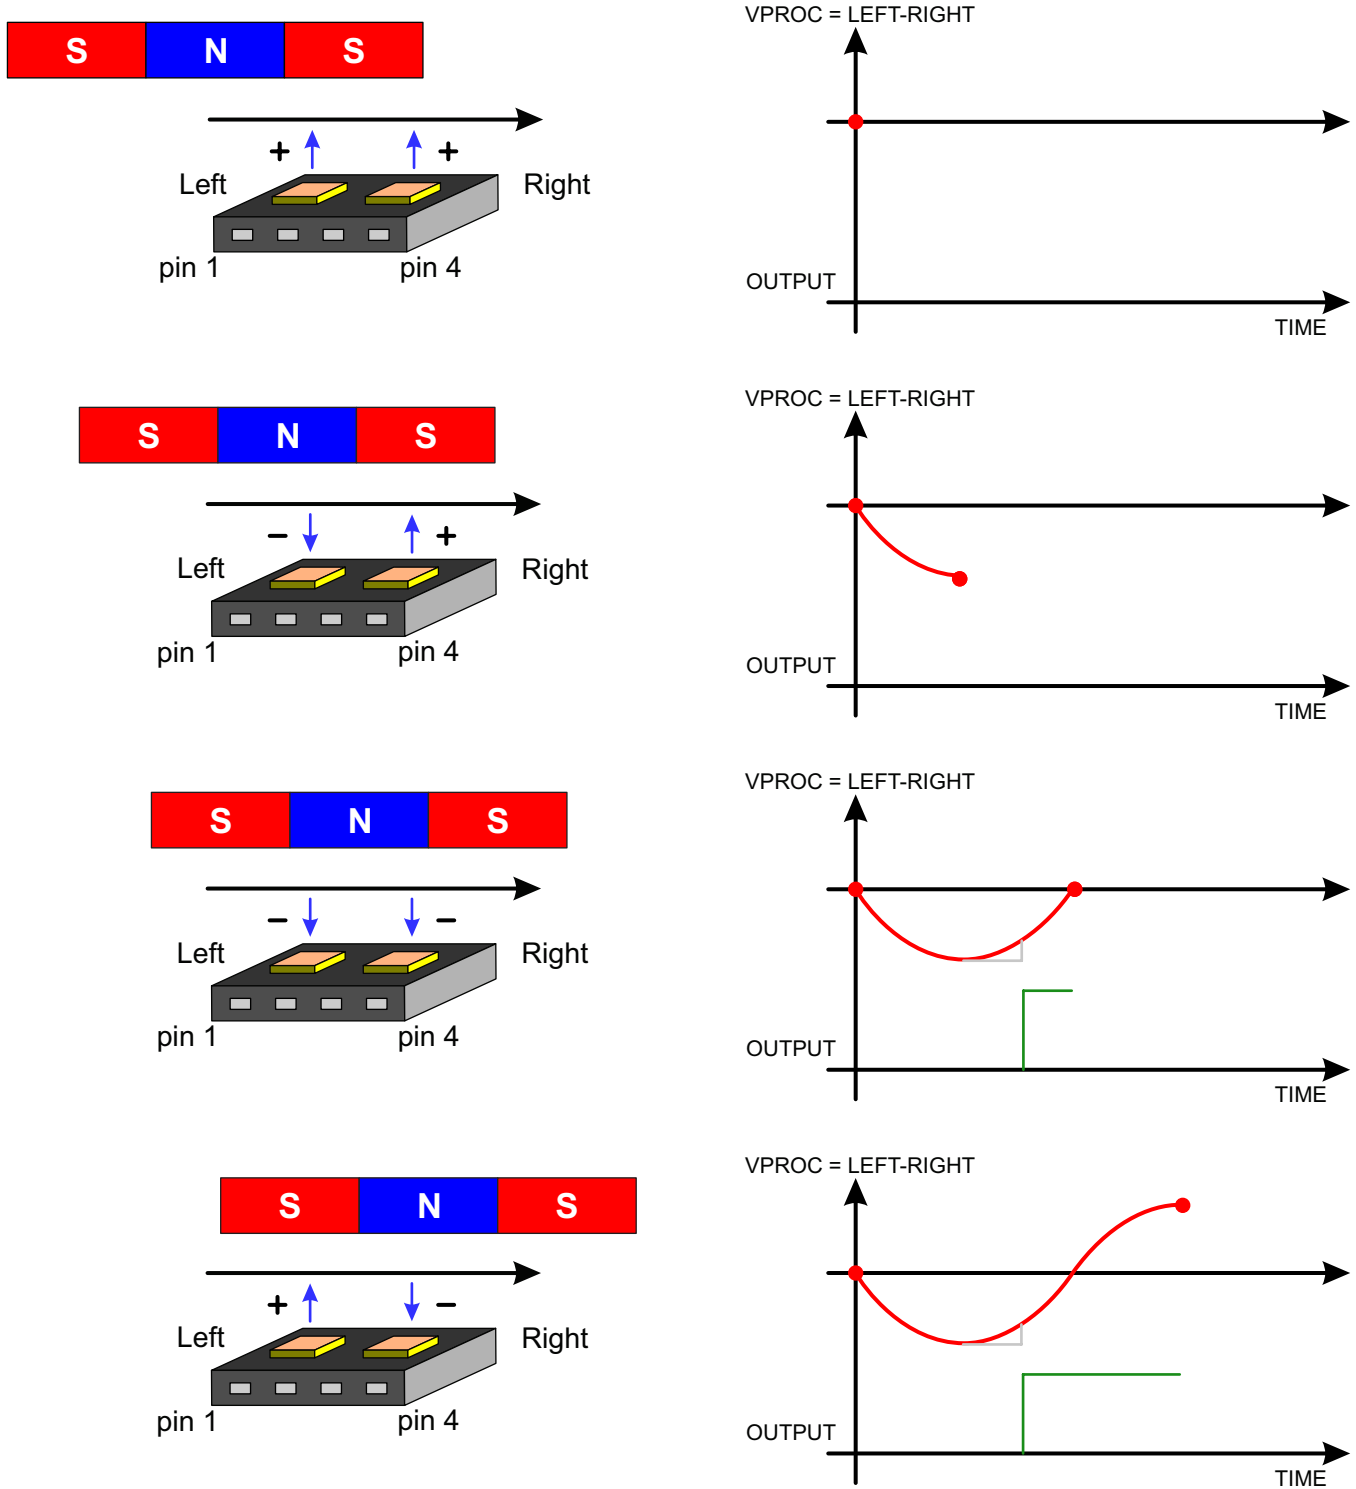 S N S
+ +
Left Right
pin 1 pin 4
VPROC = LEFT-RIGHT
OUTPUT
TIME
S N S
− +
Left Right
pin 1 pin 4
VPROC = LEFT-RIGHT
OUTPUT
TIME
S N S
− −
Left Right
pin 1 pin 4
VPROC = LEFT-RIGHT
OUTPUT
TIME
S N S
+ −
Left Right
pin 1 pin 4
VPROC = LEFT-RIGHT
OUTPUT
TIME